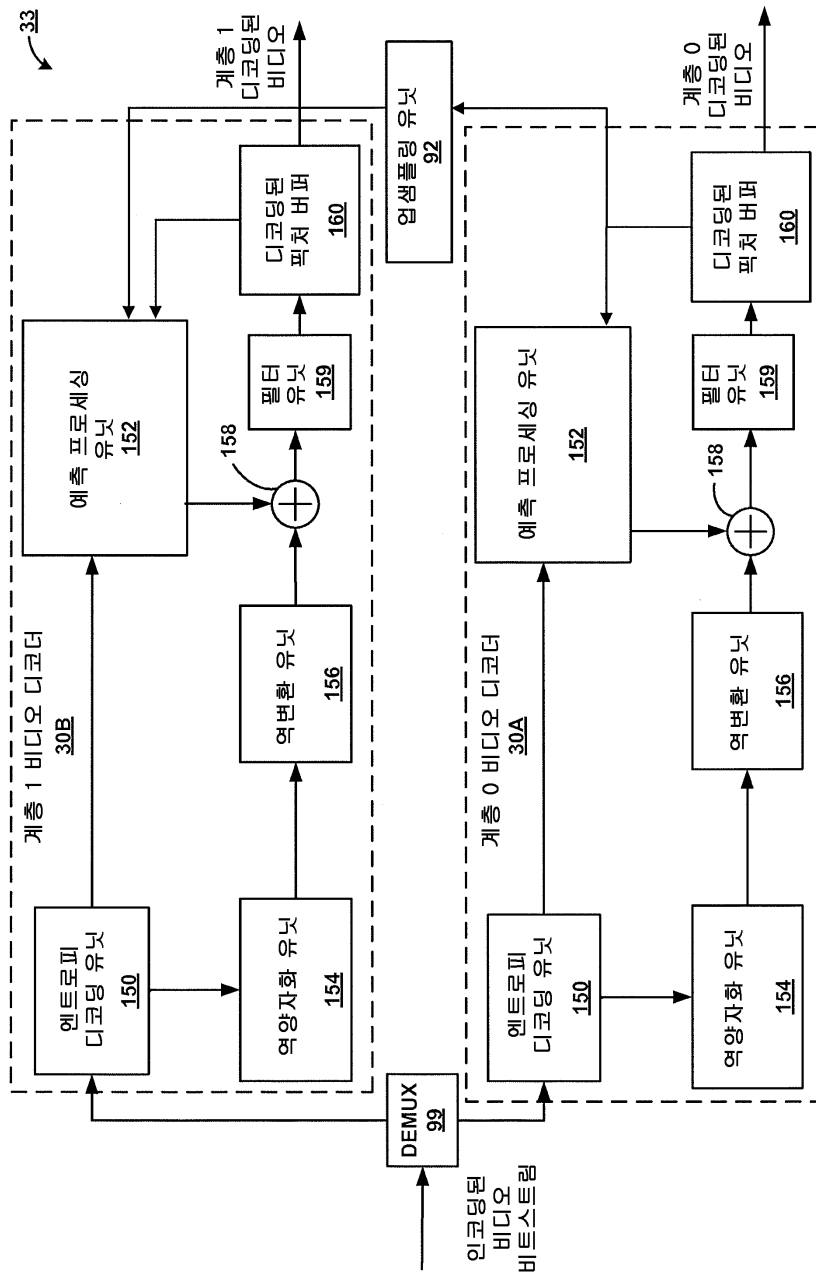 33
계층 1 비디오 디코더
30B
엔트로피
디코딩 유닛
150
예측 프로세싱
유닛
152
역양자화 유닛
154
역변환 유닛
156
158
필터
유닛
159
디코딩된
픽처 버퍼
160
계층 1
디코딩된
비디오
DEMUX
99
인코딩된
비디오
비트스트림
업샘플링 유닛
92
계층 0 비디오 디코더
30A
엔트로피
디코딩 유닛
150
예측 프로세싱 유닛
152
역양자화 유닛
154
역변환 유닛
156
158
필터
유닛
159
디코딩된
픽처 버퍼
160
계층 0
디코딩된
비디오